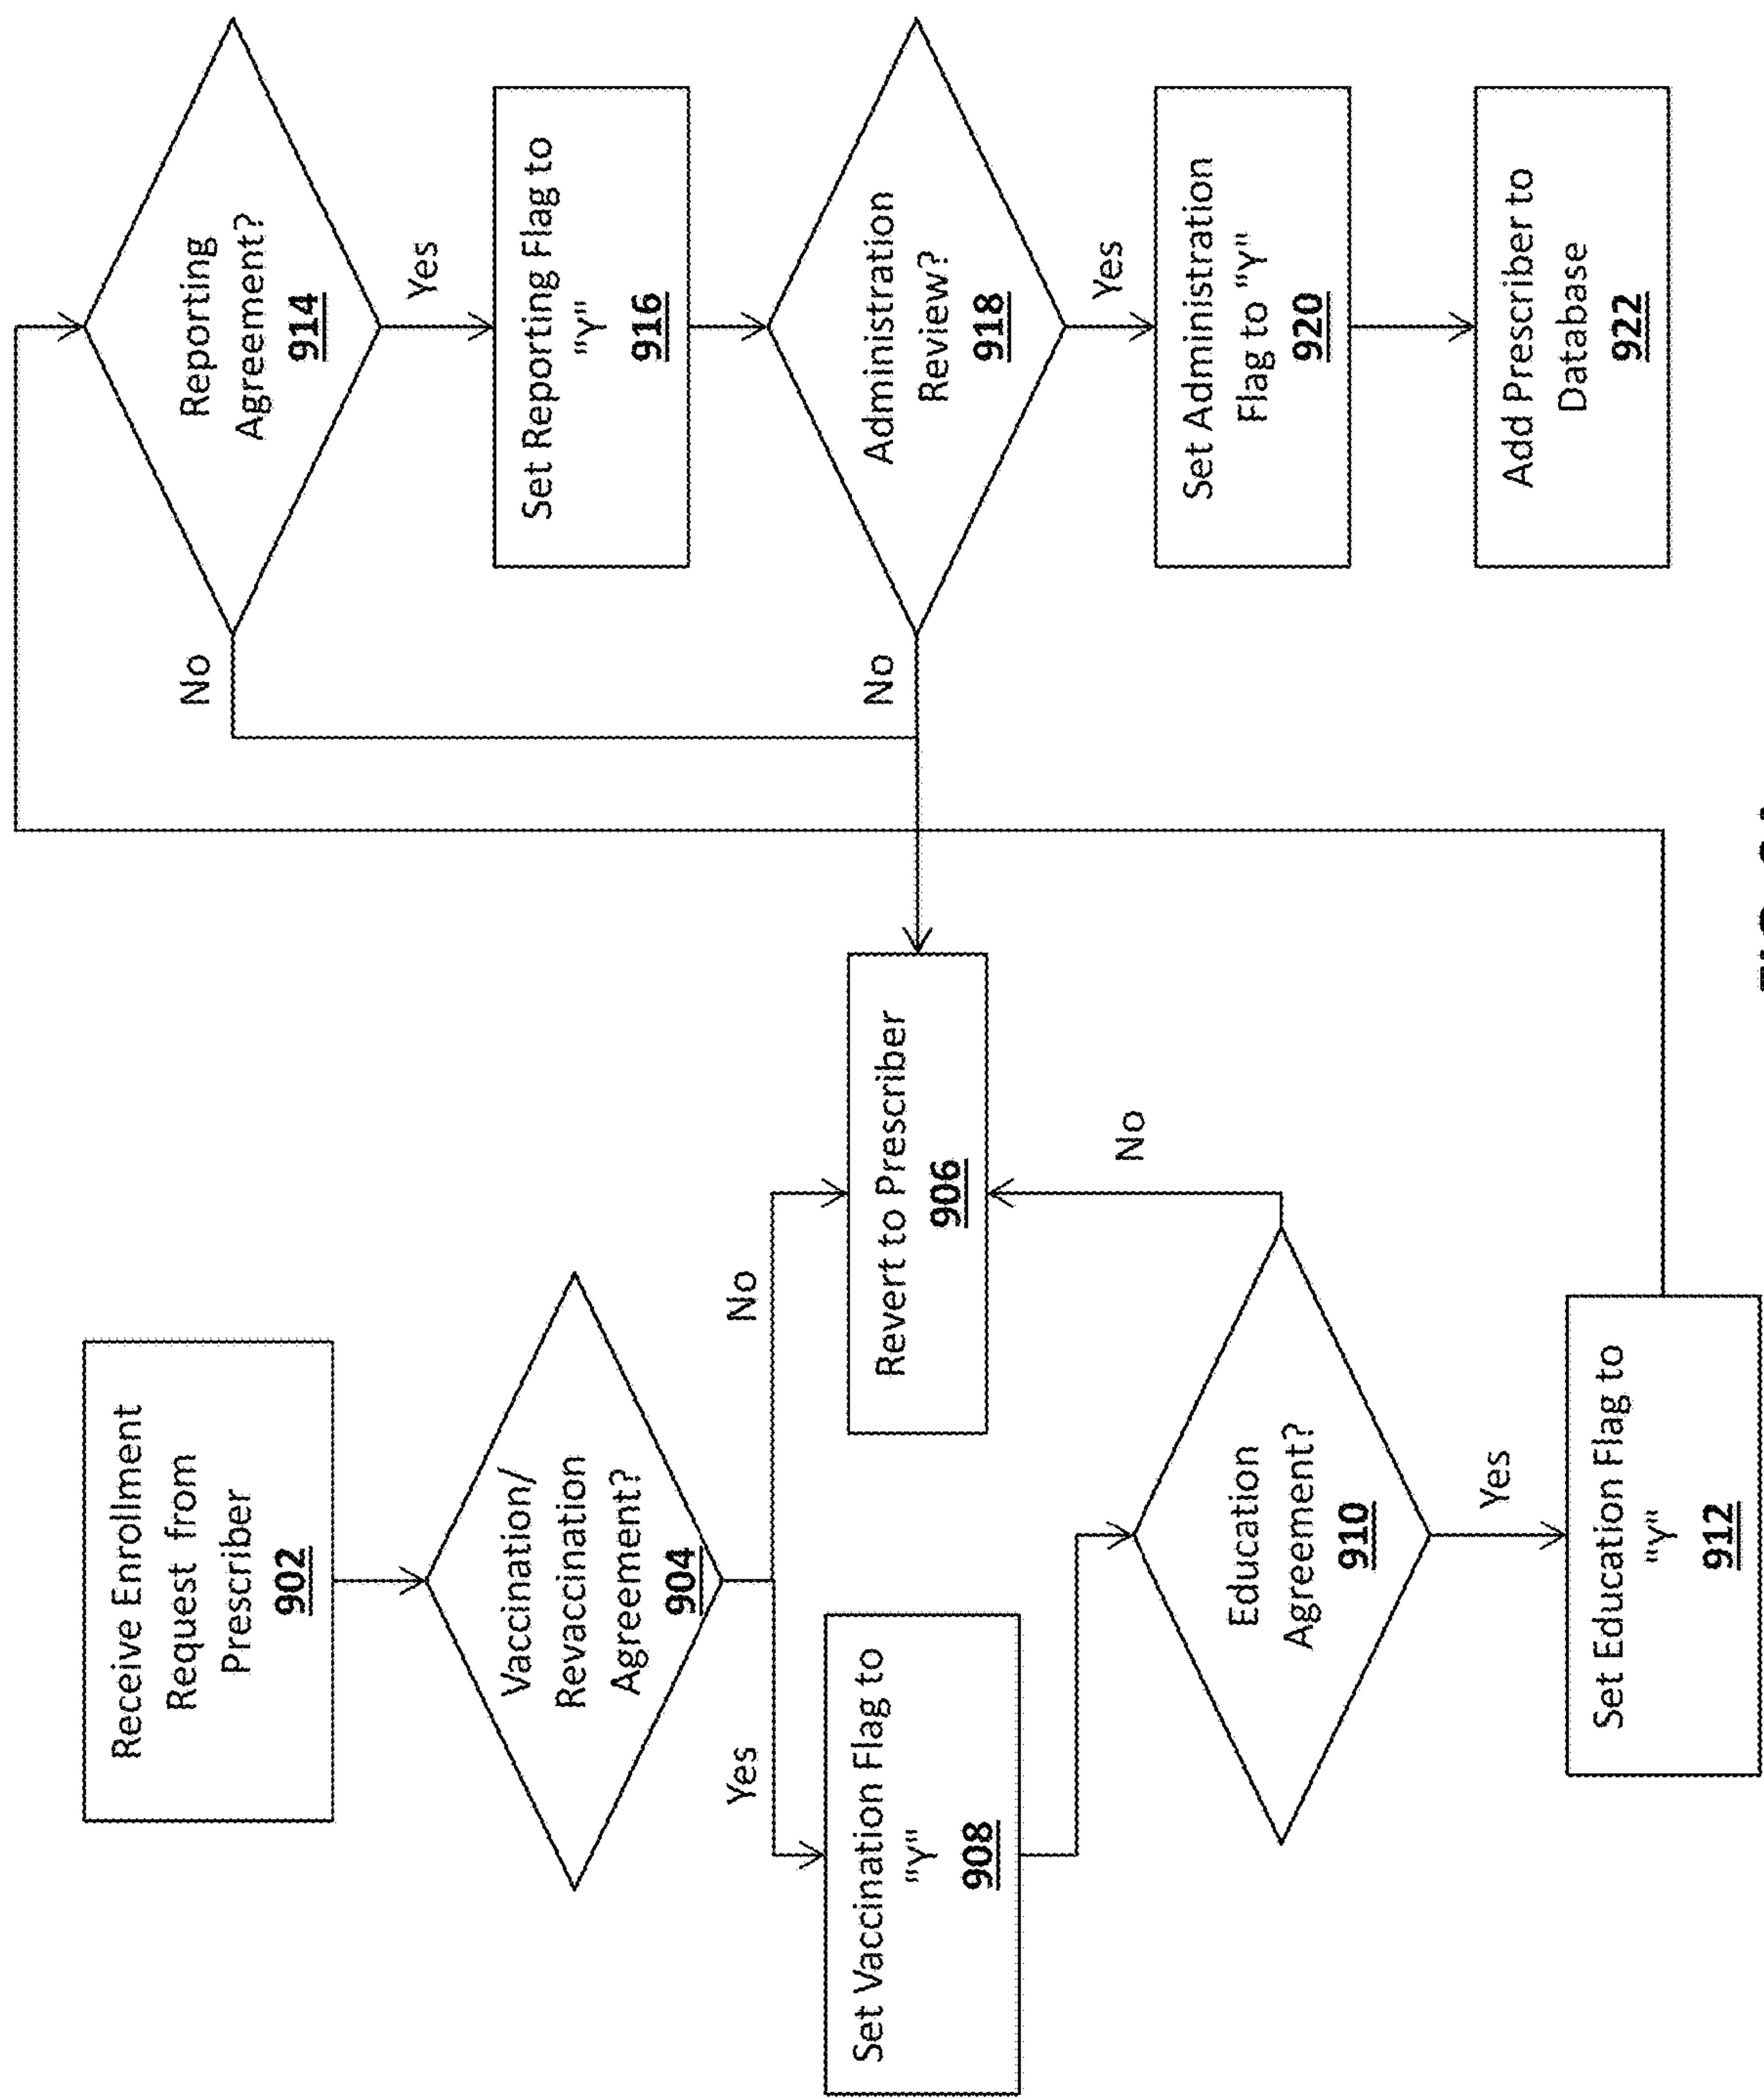 Receive Enrollment
Request from
Prescriber
902
Vaccination/
Revaccination
Agreement?
904
Yes
No
Set Vaccination Flag to
"Y"
908
Revert to Prescriber
906
Education
Agreement?
910
No
Yes
Set Education Flag to
"Y"
912
Reporting
Agreement?
914
No
Yes
Set Reporting Flag to
"Y"
916
Administration
Review?
918
No
Yes
Set Administration
Flag to "Y"
920
Add Prescriber to
Database
922